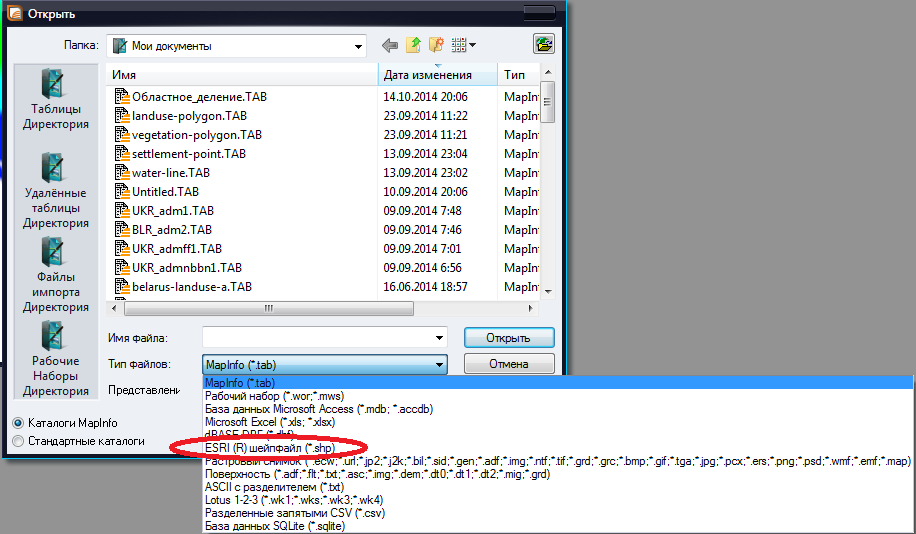 Открыть
Папка: Мои документы
Имя Дата изменения Тип
Областное_деление.TAB 14.10.2014 20:06 MapInf
landuse-polygon.TAB 23.09.2014 11:22 MapInf
vegetation-polygon.TAB 23.09.2014 11:21 MapInf
settlement-point.TAB 13.09.2014 23:04 MapInf
water-line.TAB 13.09.2014 23:02 MapInf
Untitled.TAB 10.09.2014 20:06 MapInf
UKR_adm1.TAB 09.09.2014 7:48 MapInf
BLR_adm2.TAB 09.09.2014 7:46 MapInf
UKR_admff1.TAB 09.09.2014 7:01 MapInf
UKR_admnbbn1.TAB 09.09.2014 6:56 MapInf
belarus-landuse-a.TAB 16.06.2014 18:57 MapInf
Таблицы
Директория
Удалённые
таблицы
Директория
Файлы
импорта
Директория
Рабочие
Наборы
Директория
Имя файла: Открыть
Тип файлов: MapInfo (*.tab) Отмена
Представлени
Каталоги MapInfo
Стандартные каталоги
MapInfo (*.tab)
Рабочий набор (*.wor;*.mws)
База данных Microsoft Access (*.mdb; *.accdb)
Microsoft Excel (*.xls; *.xlsx)
dBASE DBF (*.dbf)
ESRI (R) шейпфайл (*.shp)
Растровый снимок (*.ecw;*.url;*.jp2;*.j2k;*.bil;*.sid;*.gen;*.adf;*.img;*.ntf;*.tif;*.grd;*.grc;*.bmp;*.gif;*.tga;*.jpg;*.pcx;*.ers;*.png;*.psd;*.wmf;*.emf;*.map)
Поверхность (*.adf;*.flt;*.txt;*.asc;*.img;*.dem;*.dt0;*.dt1;*.dt2;*.mig;*.grd)
ASCII с разделителем (*.txt)
Lotus 1-2-3 (*.wk1;*.wks;*.wk3;*.wk4)
Разделенные запятыми CSV (*.csv)
База данных SQLite (*.sqlite)